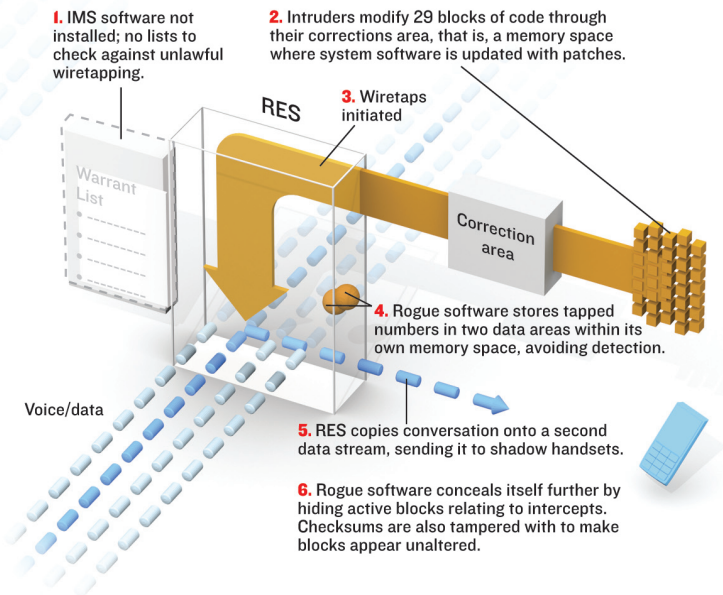 1. IMS software not
installed; no lists to
check against unlawful
wiretapping.
2. Intruders modify 29 blocks of code through
their corrections area, that is, a memory space
where system software is updated with patches.
RES
3. Wiretaps
initiated
Warrant
List
Correction
area
4. Rogue software stores tapped
numbers in two data areas within its
own memory space, avoiding detection.
Voice/data
5. RES copies conversation onto a second
data stream, sending it to shadow handsets.
6. Rogue software conceals itself further by
hiding active blocks relating to intercepts.
Checksums are also tampered with to make
blocks appear unaltered.